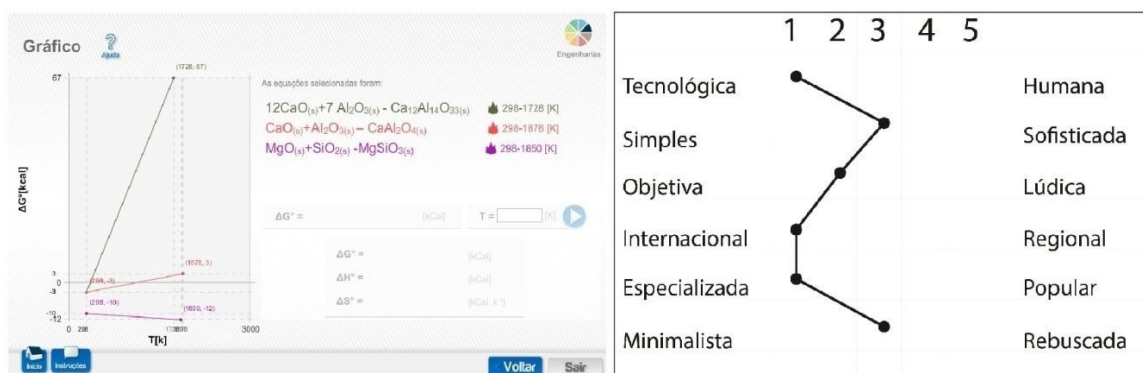 Gráfico
?
Ajuda
Engenharias
(1728, 67)
67
As equações selecionadas foram:
12CaO(s)+7 Al2O3(s) - Ca12Al14O33(s)
298-1728 [K]
CaO(s)+Al2O3(s)– CaAl2O4(s)
298-1878 [K]
MgO(s)+SiO2(s) -MgSiO3(s)
298-1850 [K]
ΔG°[kcal]
ΔG° = [kCal]
T = [K]
ΔG° = [kCal]
ΔH° = [kCal]
ΔS° = [kCal.k⁻¹]
3
0
-3
-10
-12
(1878, 3)
(298, -3)
(298, -10)
(1850, -12)
0 298 3000
T[k]
Início
Instruções
Voltar
Sair
1 2 3 4 5
Tecnológica Humana
Simples Sofisticada
Objetiva Lúdica
Internacional Regional
Especializada Popular
Minimalista Rebuscada